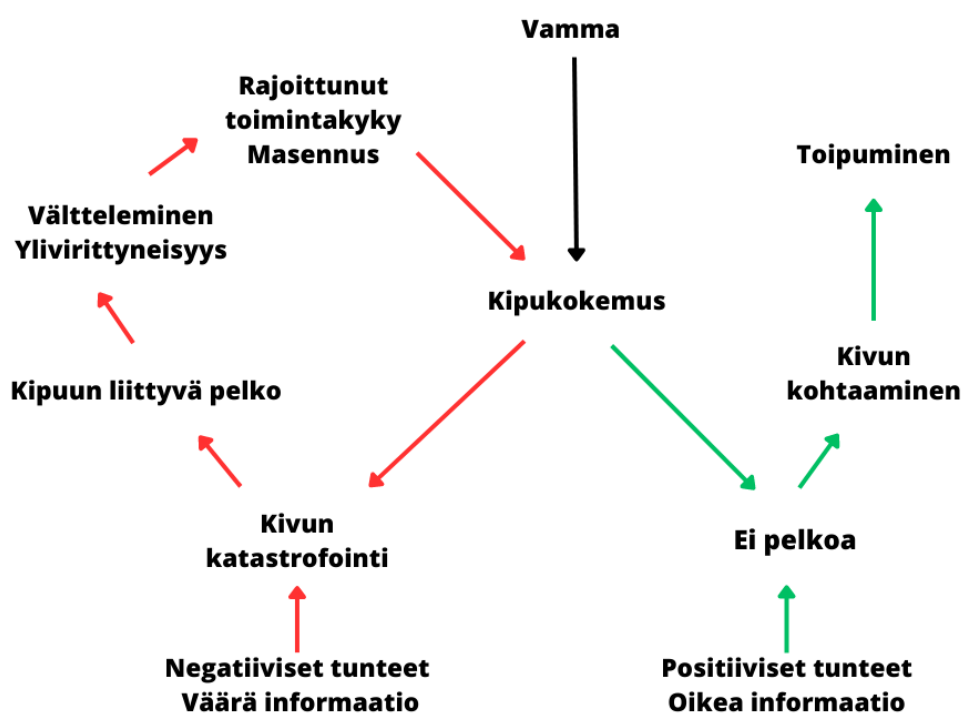 Vamma
Rajoittunut
toimintakyky
Masennus
Toipuminen
Vältteleminen
Ylivirittyneisyys
Kipukokemus
Kivun
kohtaaminen
Kipuun liittyvä pelko
Kivun
katastrofointi
Ei pelkoa
Negatiiviset tunteet
Väärä informaatio
Positiiviset tunteet
Oikea informaatio